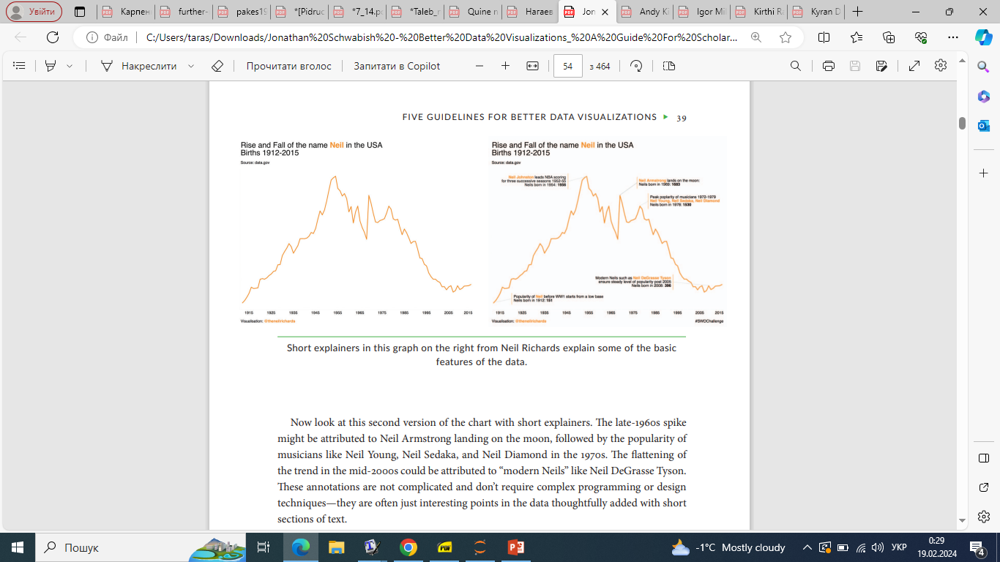 Увійти
Карпен
further-
pakes19
*[Pidruc
*7_14.pc
*Taleb_r
Quine n
Нагаєв
Jon
Andy Ki
Igor Mil
Kirthi Ra
Kyran D
Файл
C:/Users/taras/Downloads/Jonathan%20Schwabish%20-%20Better%20Data%20Visualizations_%20A%20Guide%20For%20Scholar...
Накреслити
Прочитати вголос
Запитати в Copilot
54
з 464
FIVE GUIDELINES FOR BETTER DATA VISUALIZATIONS ▶ 39
Rise and Fall of the name Neil in the USA
Births 1912-2015
Source: data.gov
1915 1925 1935 1945 1955 1965 1975 1985 1995 2005 2015
Visualisation: @theneilrichards
Rise and Fall of the name Neil in the USA
Births 1912-2015
Source: data.gov
Neil Johnston leads NBA scoring
for three successive seasons 1952-55
Neils born in 1954: 1956
Neil Armstrong lands on the moon:
Neils born in 1969: 1683
Peak poplarity of musicians 1972-1979
Neil Young, Neil Sedaka, Neil Diamond
Neils born in 1978: 1530
Modern Neils such as Neil DeGrasse Tyson
ensure steady level of popularity post 2005
Neils born in 2008: 396
Popularity of Neil before WW1 starts from a low base
Neils born in 1912: 151
1915 1925 1935 1945 1955 1965 1975 1985 1995 2005 2015
Visualisation: @theneilrichards
#SWDChallenge
Short explainers in this graph on the right from Neil Richards explain some of the basic
features of the data.
Now look at this second version of the chart with short explainers. The late-1960s spike
might be attributed to Neil Armstrong landing on the moon, followed by the popularity of
musicians like Neil Young, Neil Sedaka, and Neil Diamond in the 1970s. The flattening of
the trend in the mid-2000s could be attributed to “modern Neils” like Neil DeGrasse Tyson.
These annotations are not complicated and don’t require complex programming or design
techniques—they are often just interesting points in the data thoughtfully added with short
sections of text.
Пошук
PDF
-1°C Mostly cloudy
УКР
0:29
19.02.2024
4